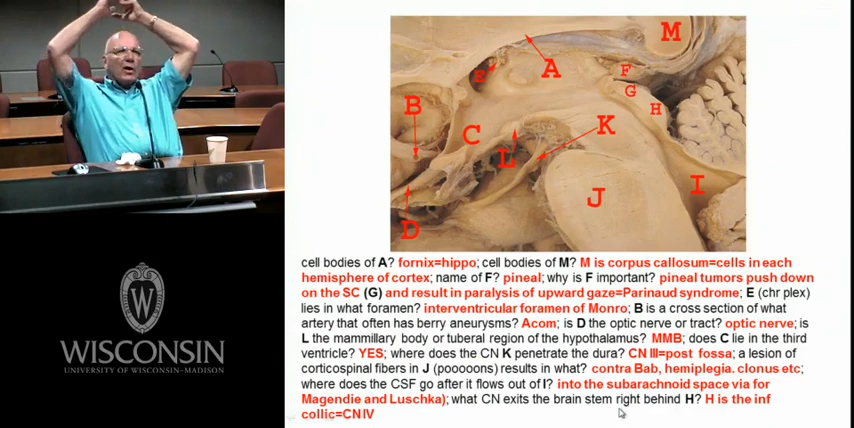 M
A
E
F
G
H
B
C
K
L
I
J
D
cell bodies of A? fornix=hippo; cell bodies of M? M is corpus callosum=cells in each
hemisphere of cortex; name of F? pineal; why is F important? pineal tumors push down
on the SC (G) and result in paralysis of upward gaze=Parinaud syndrome; E (chr plex)
lies in what foramen? interventricular foramen of Monro; B is a cross section of what
artery that often has berry aneurysms? Acom; is D the optic nerve or tract? optic nerve; is
L the mammillary body or tuberal region of the hypothalamus? MMB; does C lie in the third
ventricle? YES; where does the CN K penetrate the dura? CN III=post fossa; a lesion of
corticospinal fibers in J (pooooons) results in what? contra Bab, hemiplegia. clonus etc;
where does the CSF go after it flows out of I? into the subarachnoid space via for
Magendie and Luschka); what CN exits the brain stem right behind H? H is the inf
collic=CN IV
W
WISCONSIN
UNIVERSITY OF WISCONSIN–MADISON